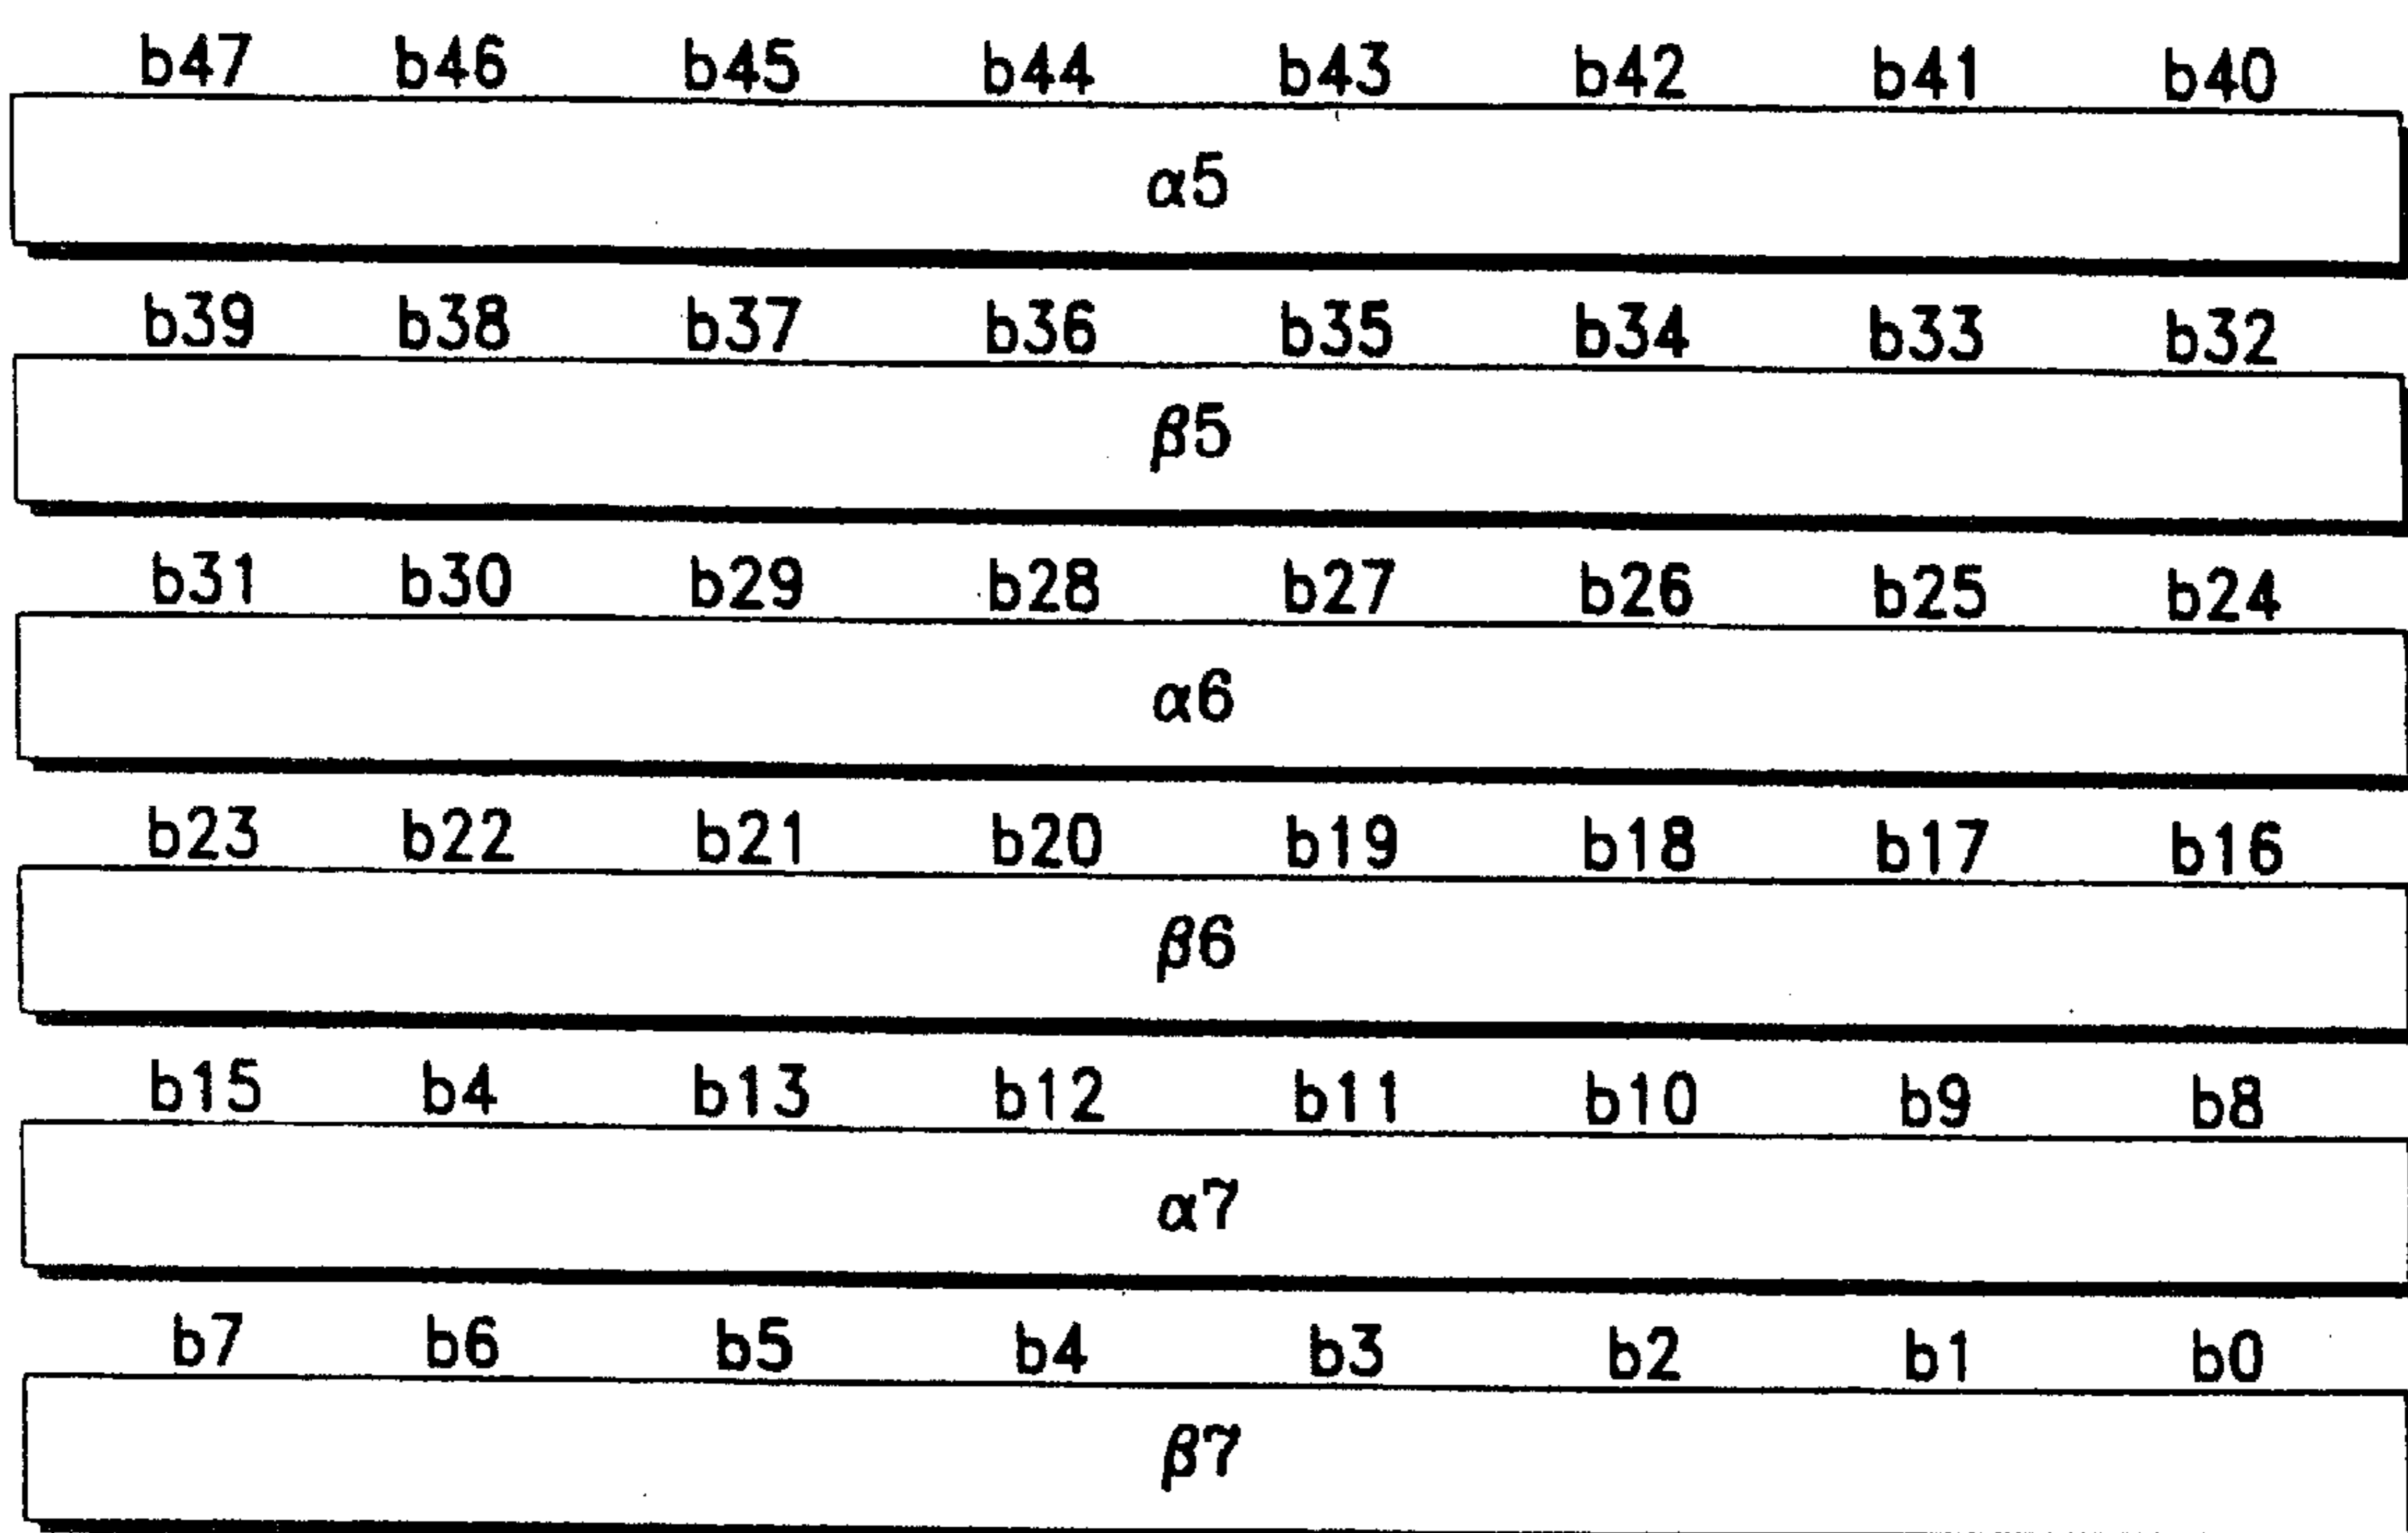 b47 b46 b45 b44 b43 b42 b41 b40
α5
b39 b38 b37 b36 b35 b34 b33 b32
β5
b31 b30 b29 b28 b27 b26 b25 b24
α6
b23 b22 b21 b20 b19 b18 b17 b16
β6
b15 b4 b13 b12 b11 b10 b9 b8
α7
b7 b6 b5 b4 b3 b2 b1 b0
β7